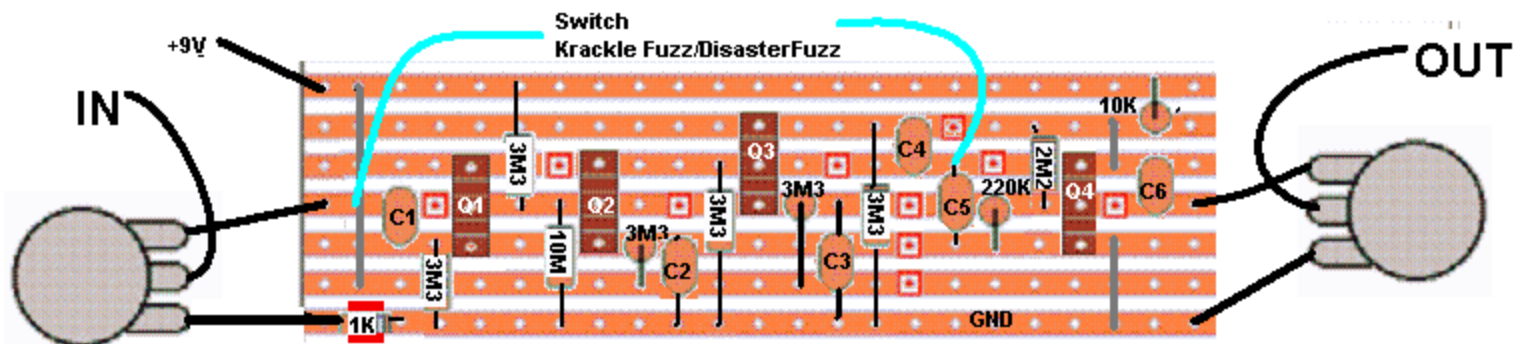 Switch
Krackle Fuzz/DisasterFuzz
+9V
IN
OUT
10K
C4
Q3
3M3
2M2
Q4
C6
C1
Q1
Q2
3M3
3M3
3M3
C5
220K
3M3
10M
3M3
C2
C3
1K
GND